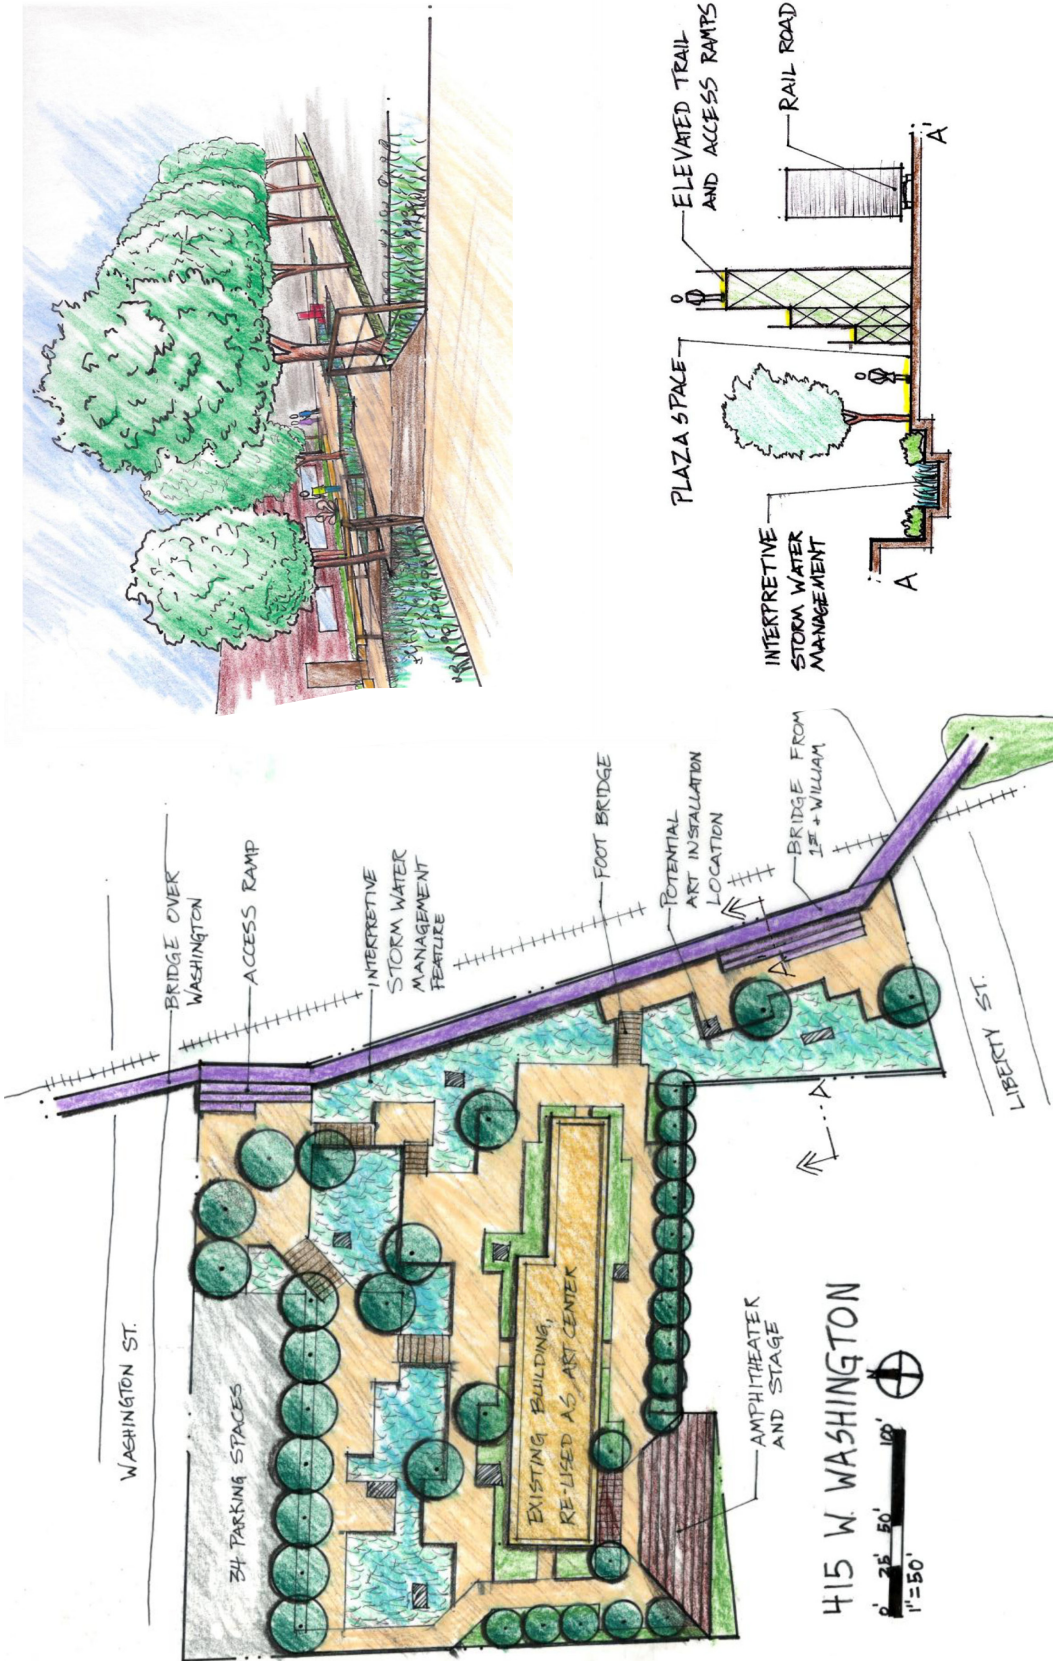 WASHINGTON ST.
BRIDGE OVER
WASHINGTON
ACCESS RAMP
INTERPRETIVE
STORM WATER
MANAGEMENT
FEATURE
FOOT BRIDGE
POTENTIAL
ART INSTALLATION
LOCATION
BRIDGE FROM
1ST + WILLIAM
34 PARKING SPACES
EXISTING BUILDING,
RE-USED AS ART CENTER
A
A'
LIBERTY ST.
AMPHITHEATER
AND STAGE
415 W. WASHINGTON
0' 25' 50' 100'
1"=50'
N
INTERPRETIVE
STORM WATER
MANAGEMENT
PLAZA SPACE
ELEVATED TRAIL
AND ACCESS RAMPS
RAIL ROAD
A
A'